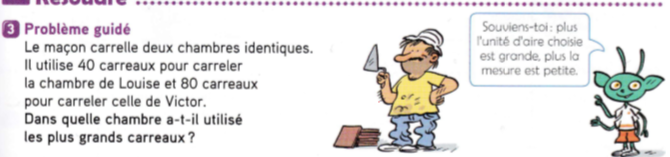 3 Problème guidé
Le maçon carrelle deux chambres identiques.
Il utilise 40 carreaux pour carreler
la chambre de Louise et 80 carreaux
pour carreler celle de Victor.
Dans quelle chambre a-t-il utilisé
les plus grands carreaux ?
Souviens-toi : plus
l'unité d'aire choisie
est grande, plus la
mesure est petite.